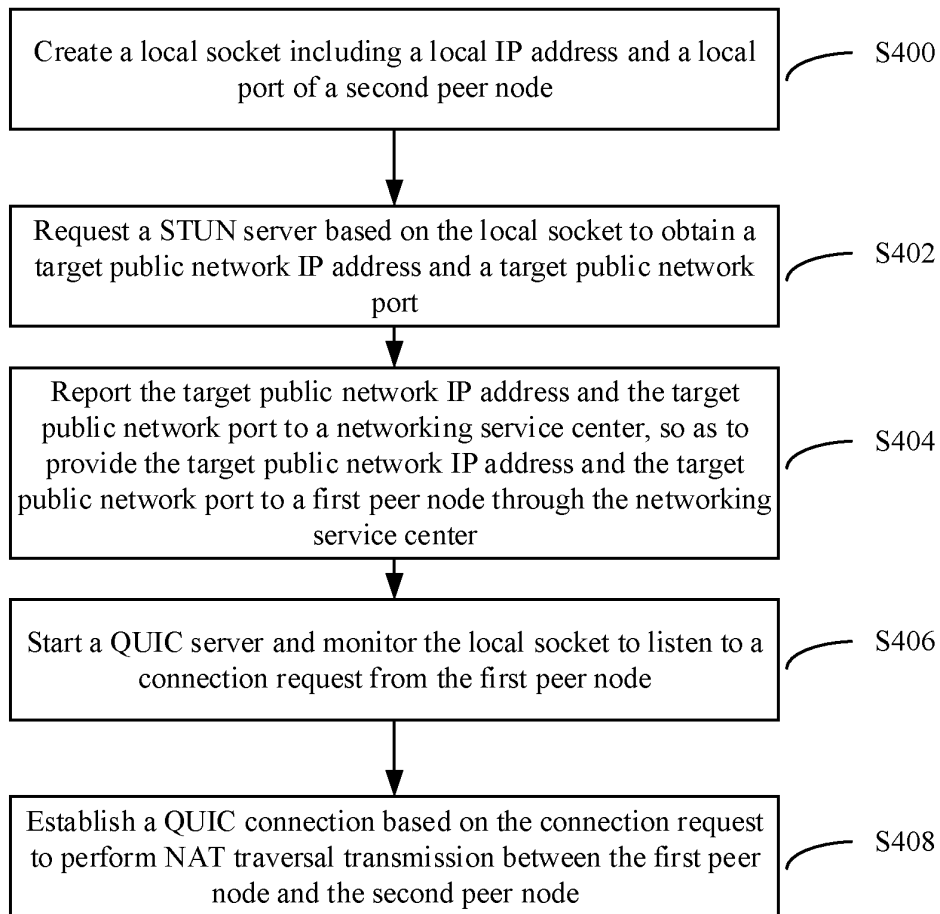 Create a local socket including a local IP address and a local
port of a second peer node
S400
Request a STUN server based on the local socket to obtain a
target public network IP address and a target public network
port
S402
Report the target public network IP address and the target
public network port to a networking service center, so as to
provide the target public network IP address and the target
public network port to a first peer node through the networking
service center
S404
Start a QUIC server and monitor the local socket to listen to a
connection request from the first peer node
S406
Establish a QUIC connection based on the connection request
to perform NAT traversal transmission between the first peer
node and the second peer node
S408